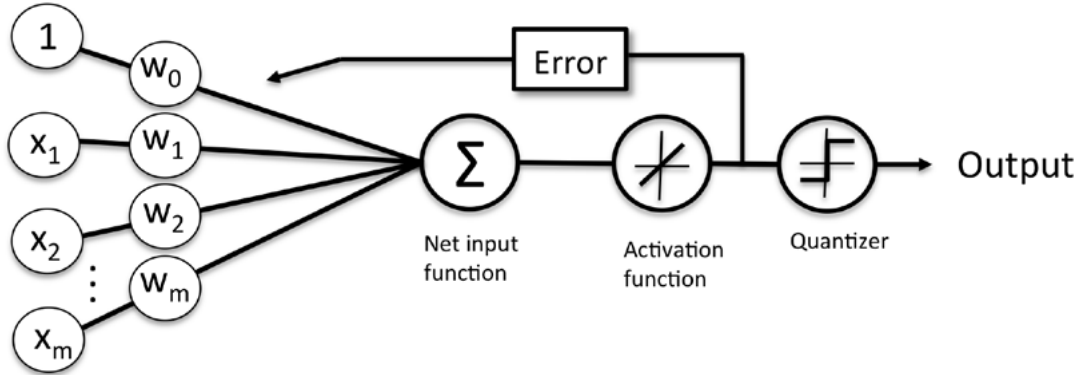 1
w₀
Error
x₁
w₁
Σ
Output
x₂
w₂
Net input
function
Activation
function
Quantizer
⋮
wₘ
xₘ